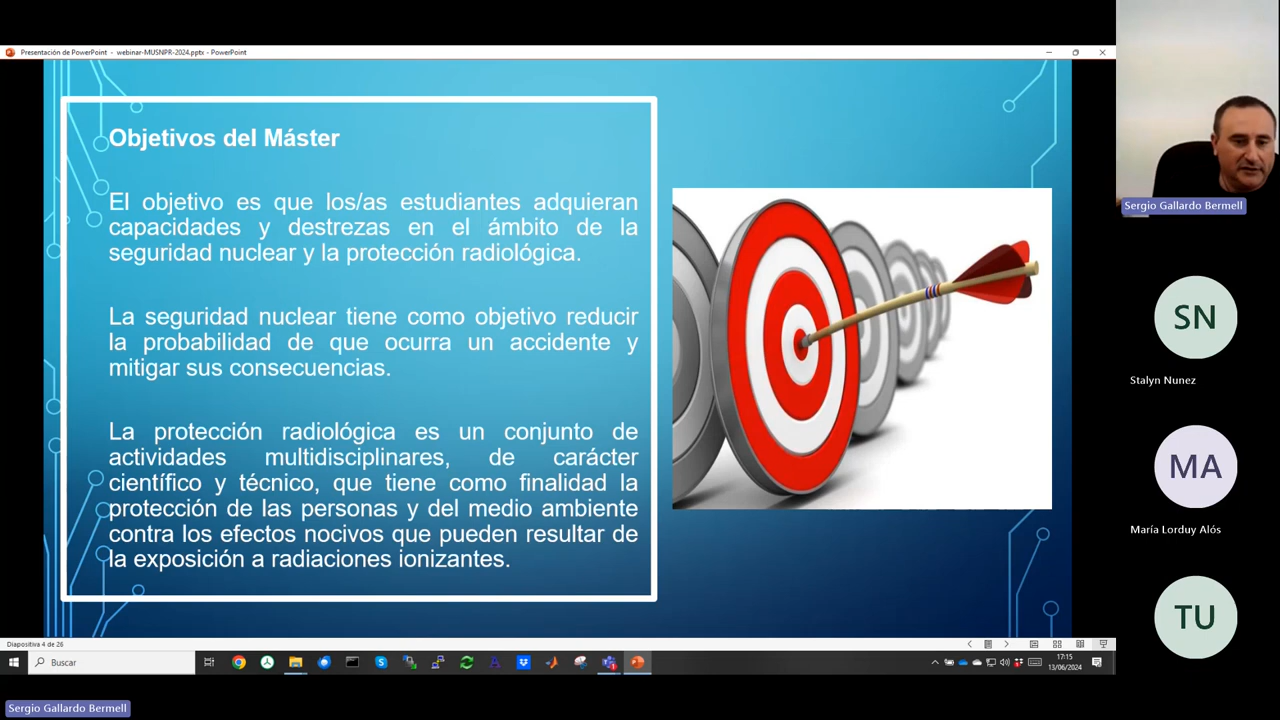 Presentación de PowerPoint - webinar-MUSNPR-2024.pptx - PowerPoint
Objetivos del Máster
El objetivo es que los/as estudiantes adquieran
capacidades y destrezas en el ámbito de la
seguridad nuclear y la protección radiológica.
La seguridad nuclear tiene como objetivo reducir
la probabilidad de que ocurra un accidente y
mitigar sus consecuencias.
La protección radiológica es un conjunto de
actividades multidisciplinares, de carácter
científico y técnico, que tiene como finalidad la
protección de las personas y del medio ambiente
contra los efectos nocivos que pueden resultar de
la exposición a radiaciones ionizantes.
Sergio Gallardo Bermell
SN
Stalyn Nunez
MA
María Lorduy Alós
TU
Diapositiva 4 de 26
Buscar
17:15
13/06/2024
Sergio Gallardo Bermell